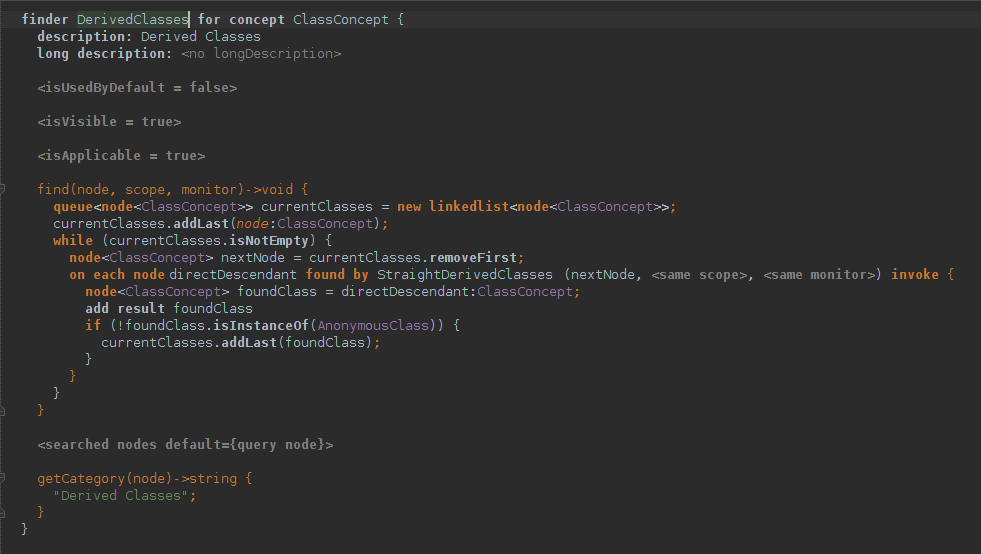 finder DerivedClasses for concept ClassConcept {
description: Derived Classes
long description: <no longDescription>
<isUsedByDefault = false>
<isVisible = true>
<isApplicable = true>
find(node, scope, monitor)->void {
queue<node<ClassConcept>> currentClasses = new linkedlist<node<ClassConcept>>;
currentClasses.addLast(node:ClassConcept);
while (currentClasses.isNotEmpty) {
node<ClassConcept> nextNode = currentClasses.removeFirst;
on each node directDescendant found by StraightDerivedClasses (nextNode, <same scope>, <same monitor>) invoke {
node<ClassConcept> foundClass = directDescendant:ClassConcept;
add result foundClass
if (!foundClass.isInstanceOf(AnonymousClass)) {
currentClasses.addLast(foundClass);
}
}
}
}
<searched nodes default={query node}>
getCategory(node)->string {
"Derived Classes";
}
}